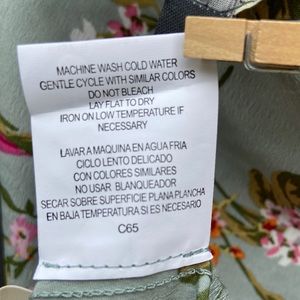 MACHINE WASH COLD WATER
GENTLE CYCLE WITH SIMILAR COLORS
DO NOT BLEACH
LAY FLAT TO DRY
IRON ON LOW TEMPERATURE IF
NECESSARY
LAVAR A MAQUINA EN AGUA FRIA
CICLO LENTO DELICADO
CON COLORES SIMILARES
NO USAR BLANQUEADOR
SECAR SOBRE SUPERFICIE PLANA PLANCHA
EN BAJA TEMPERATURA SI ES NECESARIO
C65